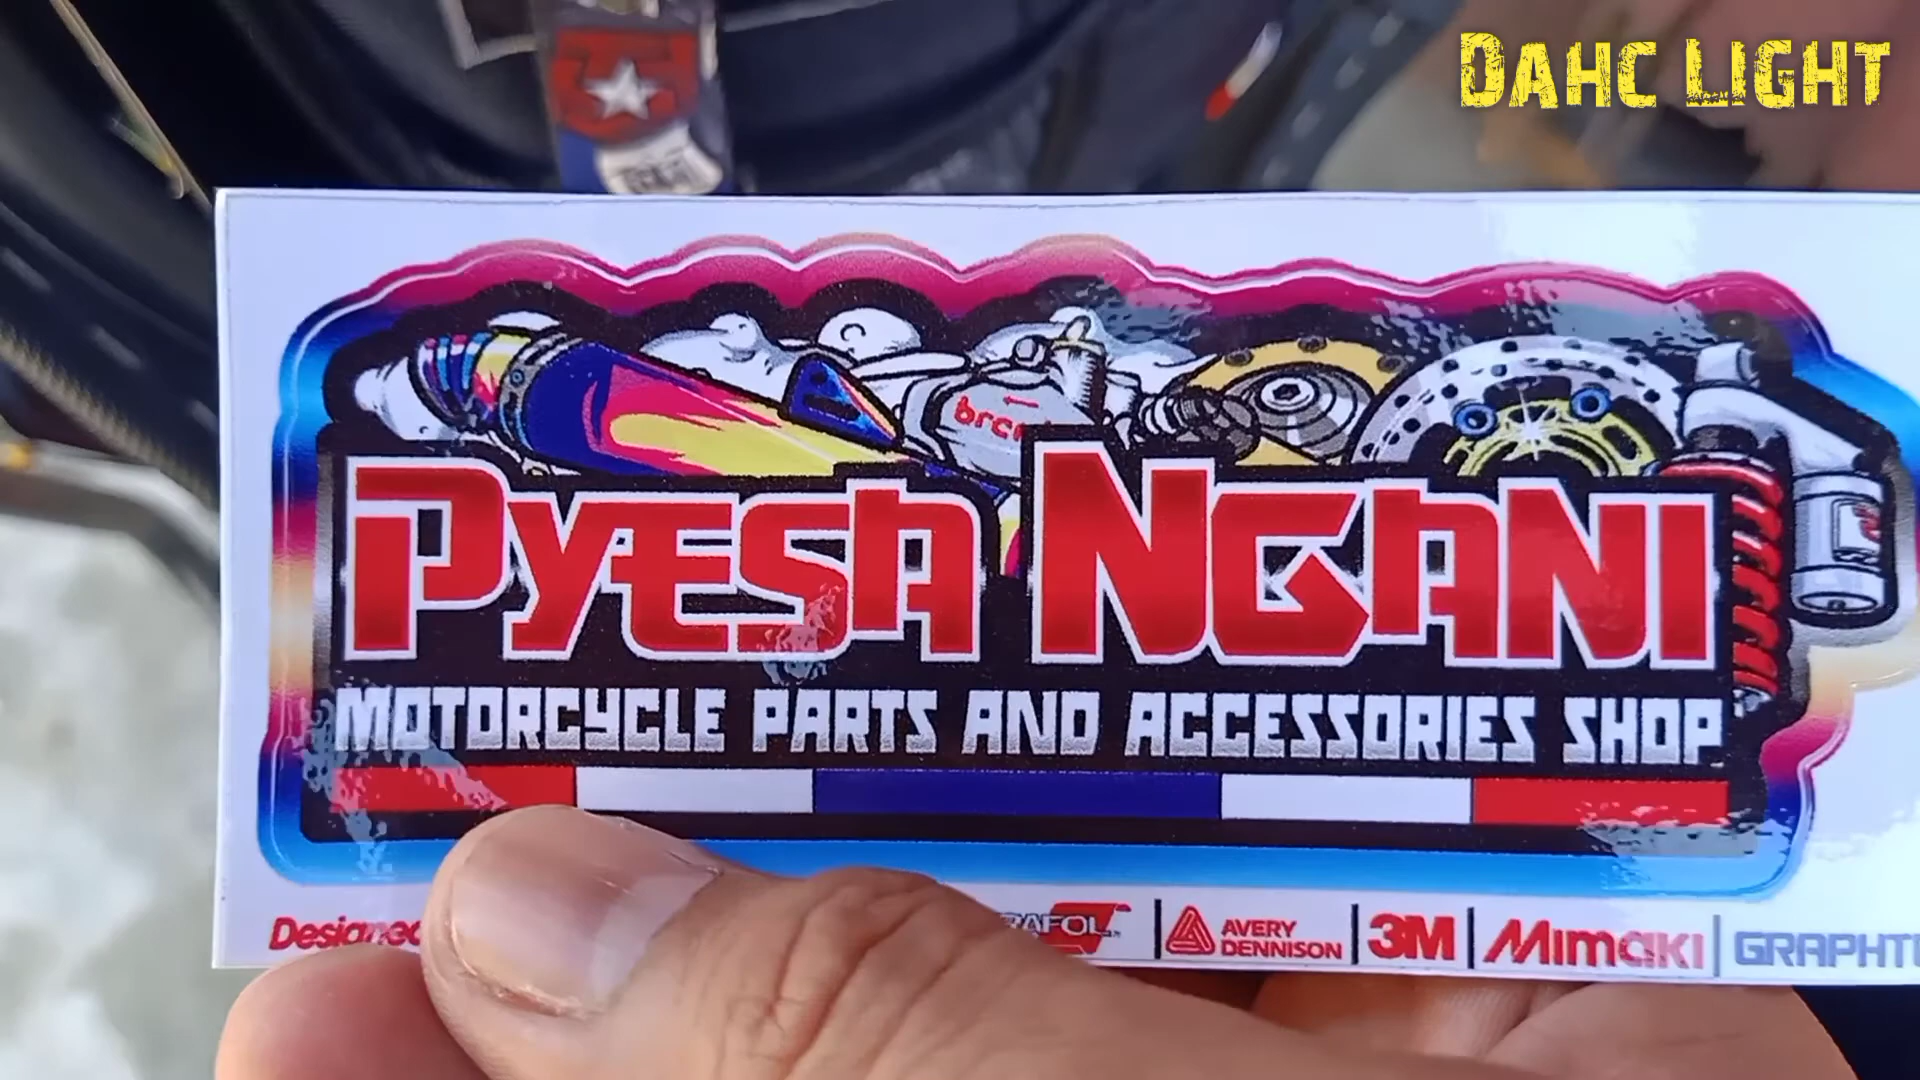 DAHC LIGHT
PYESA NGANI
MOTORCYCLE PARTS AND ACCESSORIES SHOP
AVERY DENNISON | 3M | Mimaki